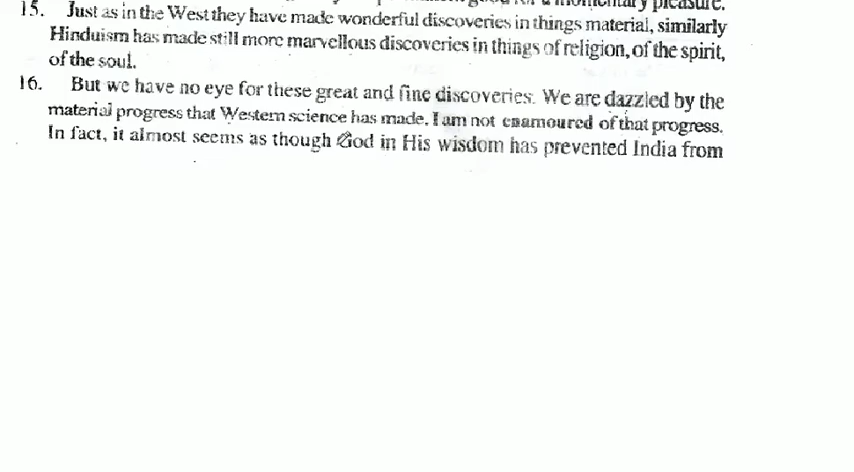 a momentary pleasure.
15. Just as in the West they have made wonderful discoveries in things material, similarly
Hinduism has made still more marvellous discoveries in things of religion, of the spirit,
of the soul.
16. But we have no eye for these great and fine discoveries. We are dazzled by the
material progress that Western science has made. I am not enamoured of that progress.
In fact, it almost seems as though God in His wisdom has prevented India from